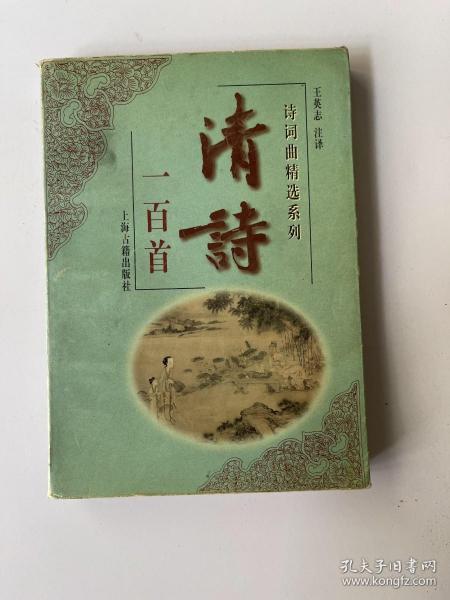 王英志 注译
诗词曲精选系列
清詩
一百首
上海古籍出版社
孔夫子旧书网
www.kongfz.com